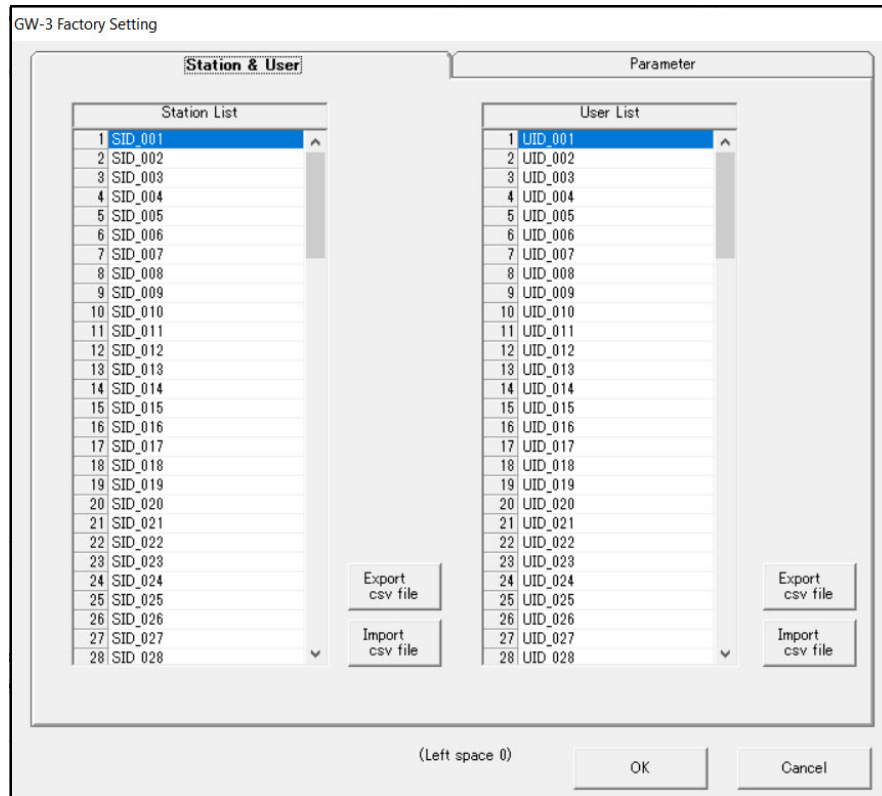 GW-3 Factory Setting
Station & User
Parameter
Station List
1 SID_001
2 SID_002
3 SID_003
4 SID_004
5 SID_005
6 SID_006
7 SID_007
8 SID_008
9 SID_009
10 SID_010
11 SID_011
12 SID_012
13 SID_013
14 SID_014
15 SID_015
16 SID_016
17 SID_017
18 SID_018
19 SID_019
20 SID_020
21 SID_021
22 SID_022
23 SID_023
24 SID_024
25 SID_025
26 SID_026
27 SID_027
28 SID 028
Export
csv file
Import
csv file
User List
1 UID_001
2 UID_002
3 UID_003
4 UID_004
5 UID_005
6 UID_006
7 UID_007
8 UID_008
9 UID_009
10 UID_010
11 UID_011
12 UID_012
13 UID_013
14 UID_014
15 UID_015
16 UID_016
17 UID_017
18 UID_018
19 UID_019
20 UID_020
21 UID_021
22 UID_022
23 UID_023
24 UID_024
25 UID_025
26 UID_026
27 UID_027
28 UID 028
Export
csv file
Import
csv file
(Left space 0)
OK
Cancel